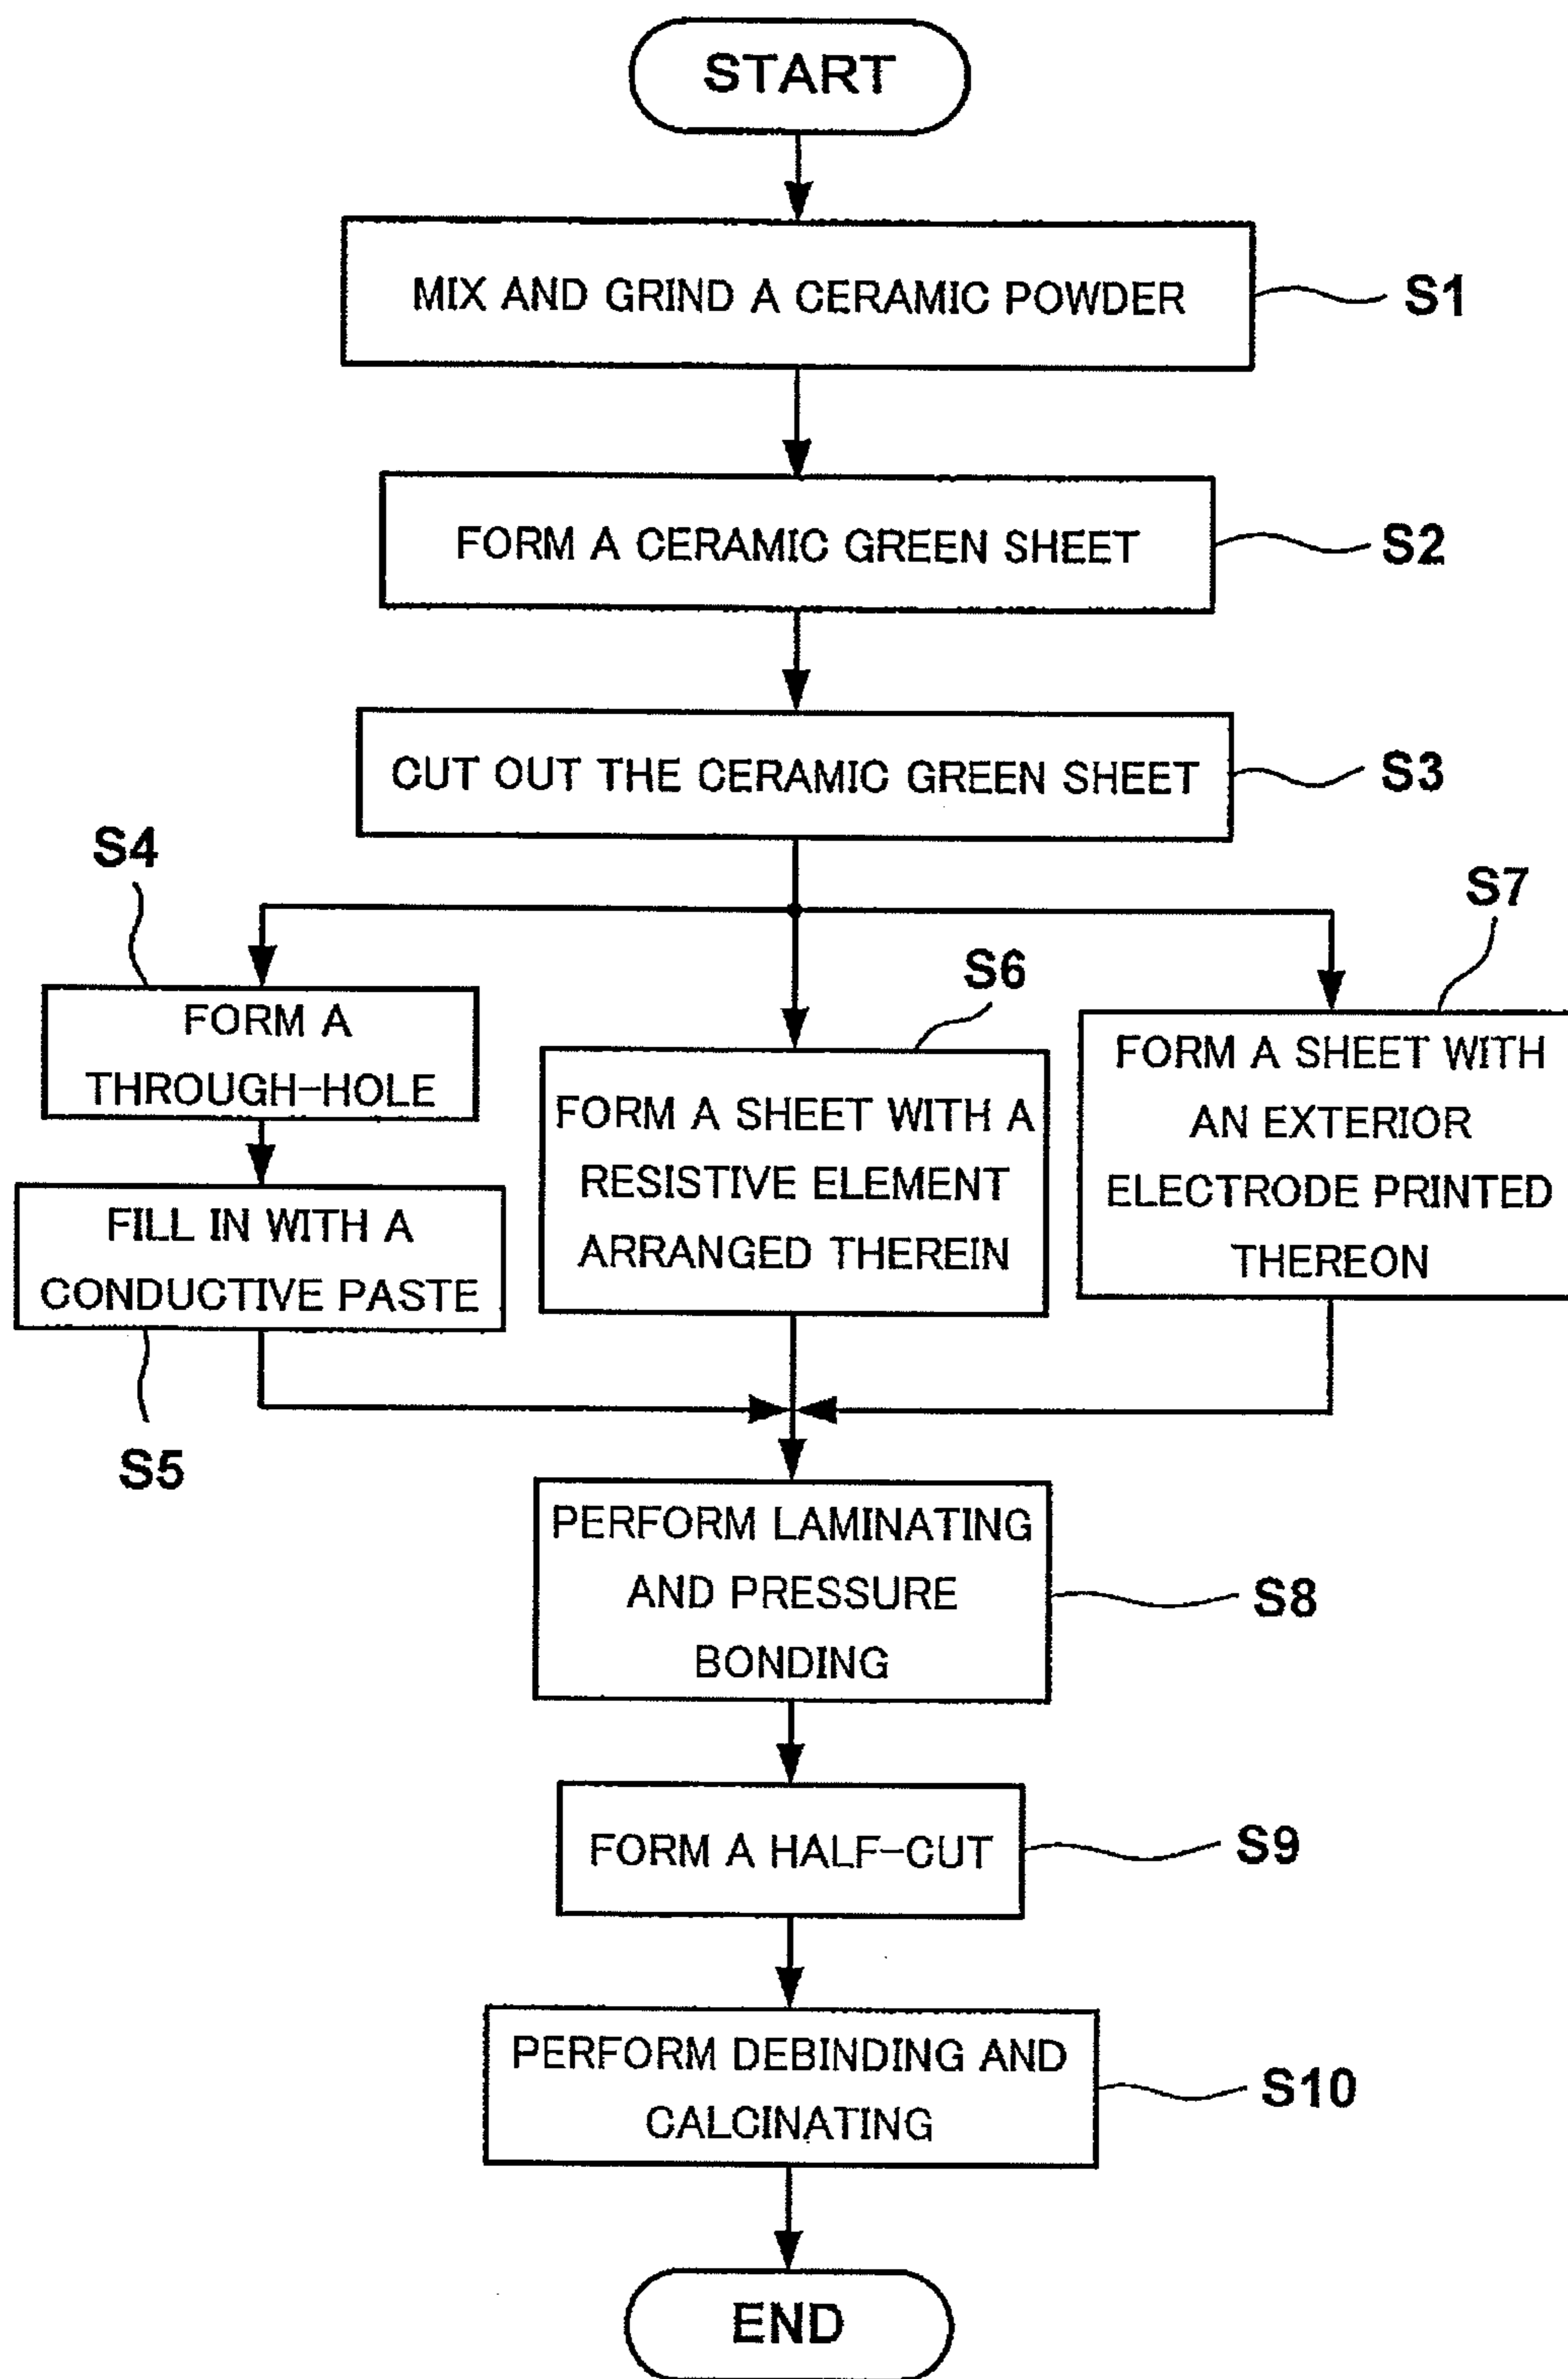 START
MIX AND GRIND A CERAMIC POWDER
S1
FORM A CERAMIC GREEN SHEET
S2
CUT OUT THE CERAMIC GREEN SHEET
S3
S4
FORM A
THROUGH-HOLE
FILL IN WITH A
CONDUCTIVE PASTE
S5
S6
FORM A SHEET WITH A
RESISTIVE ELEMENT
ARRANGED THEREIN
S7
FORM A SHEET WITH
AN EXTERIOR
ELECTRODE PRINTED
THEREON
PERFORM LAMINATING
AND PRESSURE
BONDING
S8
FORM A HALF-CUT
S9
PERFORM DEBINDING AND
CALCINATING
S10
END